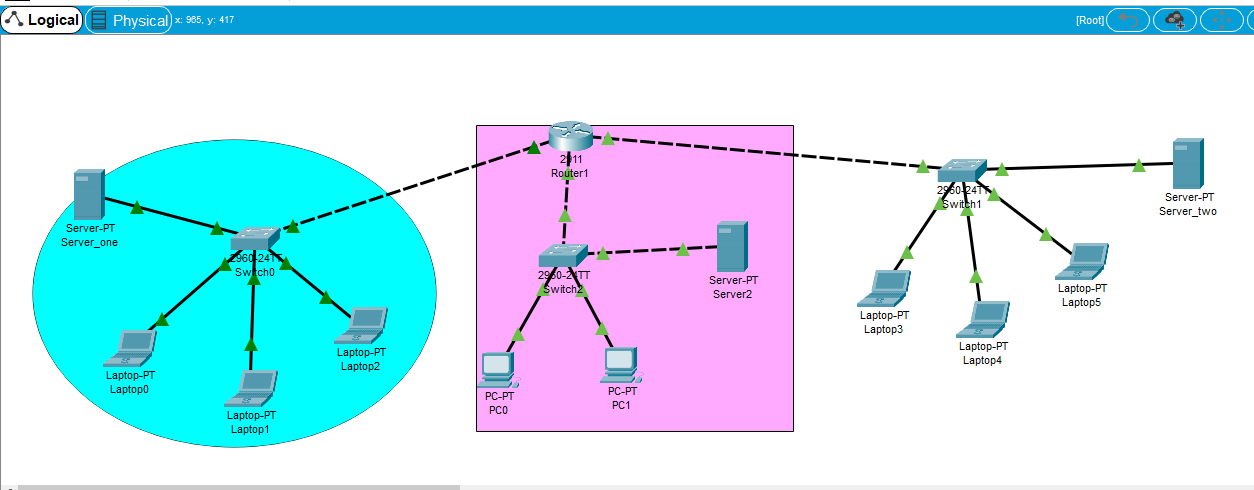 Logical
Physical
x: 965, y: 417
[Root]
Server-PT
Server_one
2960-24TT
Switch0
Laptop-PT
Laptop0
Laptop-PT
Laptop1
Laptop-PT
Laptop2
2911
Router1
2960-24TT
Switch2
Server-PT
Server2
PC-PT
PC0
PC-PT
PC1
2960-24TT
Switch1
Server-PT
Server_two
Laptop-PT
Laptop3
Laptop-PT
Laptop4
Laptop-PT
Laptop5